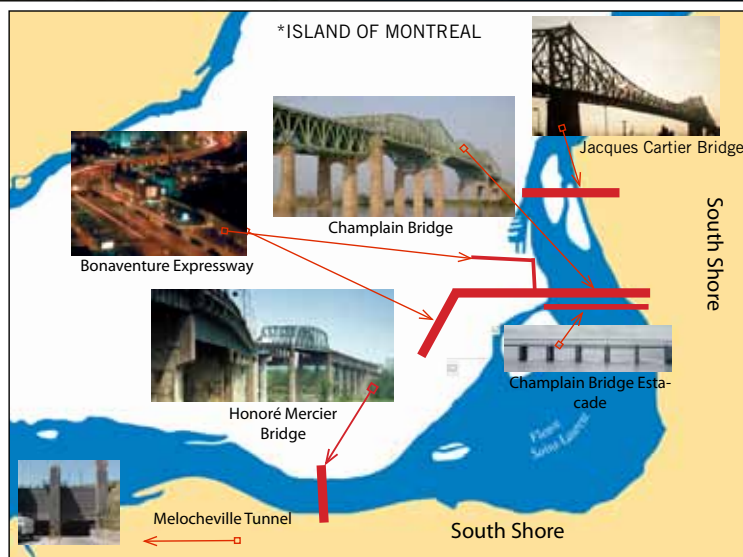 *ISLAND OF MONTREAL
Jacques Cartier Bridge
Champlain Bridge
Bonaventure Expressway
South Shore
Honoré Mercier
Bridge
Champlain Bridge Esta-
cade
Fleuve
Saint Laurent
Melocheville Tunnel
South Shore